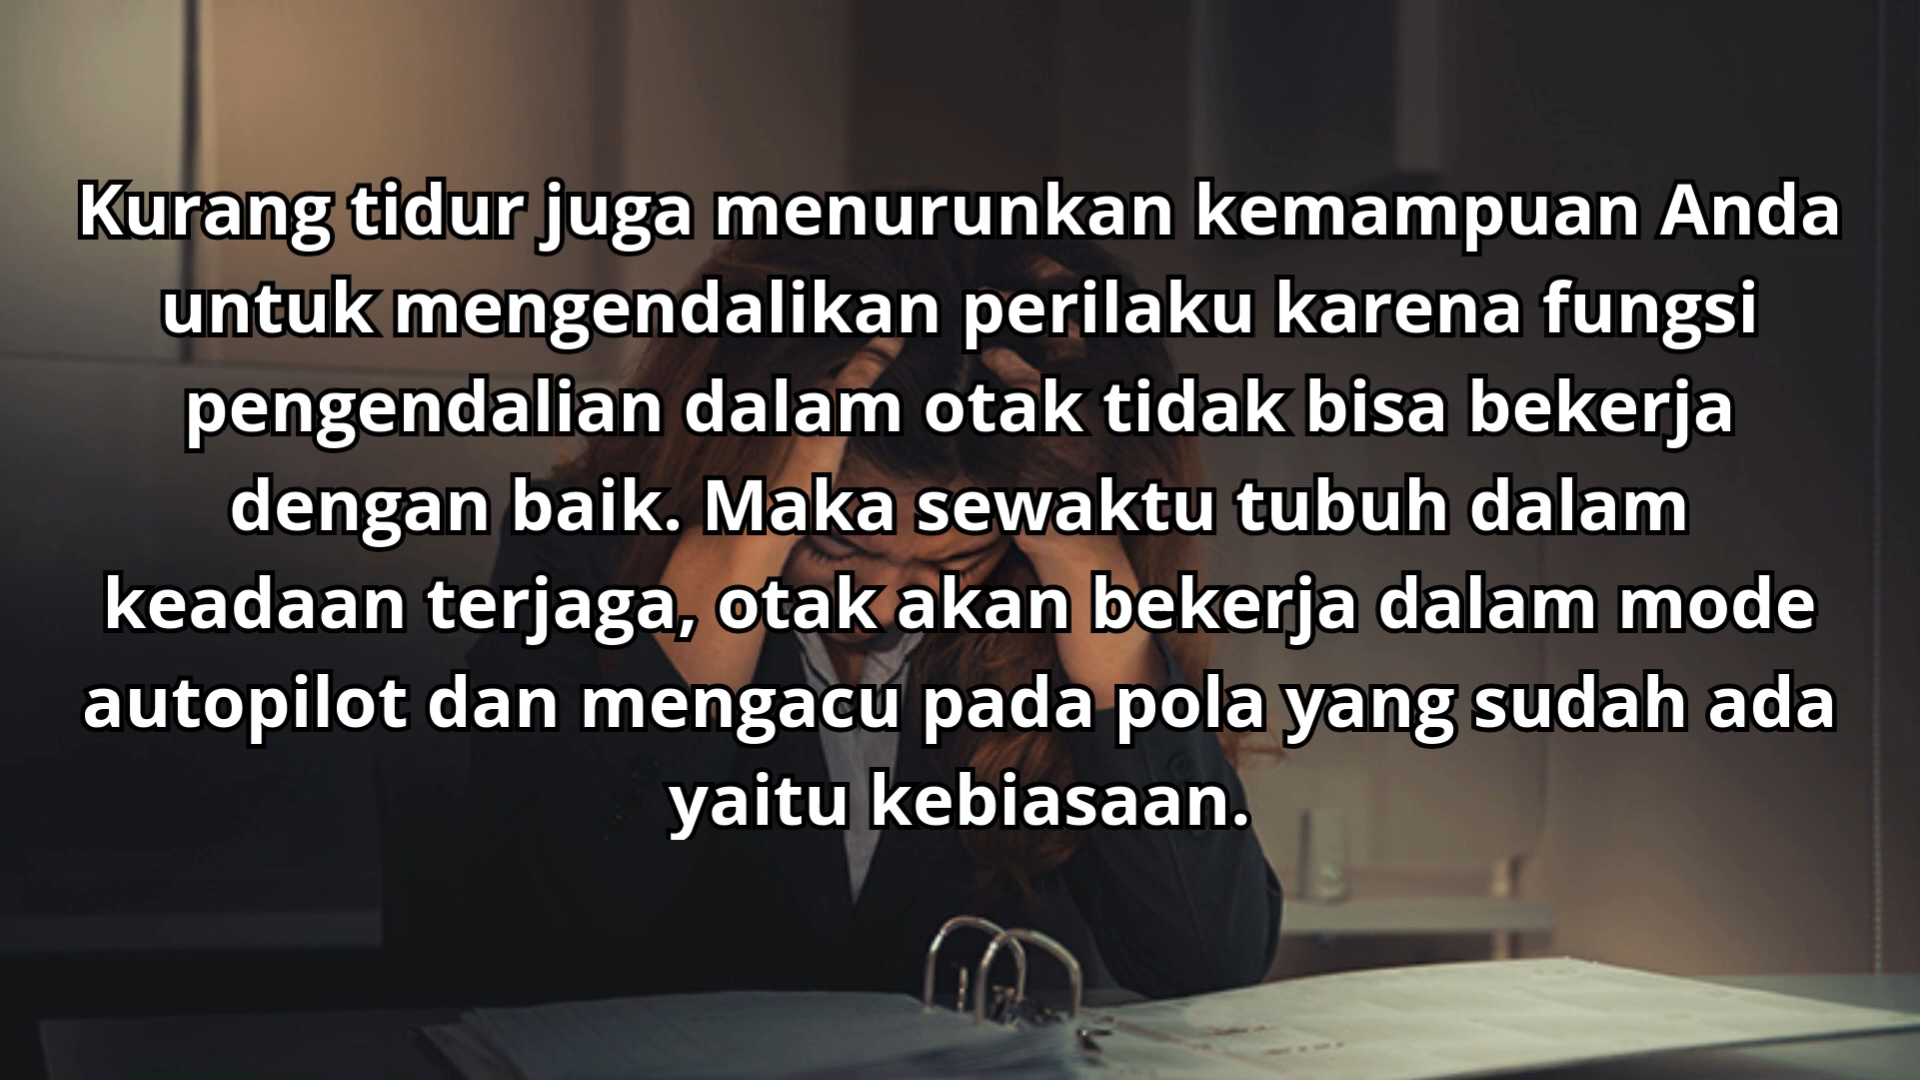 Kurang tidur juga menurunkan kemampuan Anda
untuk mengendalikan perilaku karena fungsi
pengendalian dalam otak tidak bisa bekerja
dengan baik. Maka sewaktu tubuh dalam
keadaan terjaga, otak akan bekerja dalam mode
autopilot dan mengacu pada pola yang sudah ada
yaitu kebiasaan.